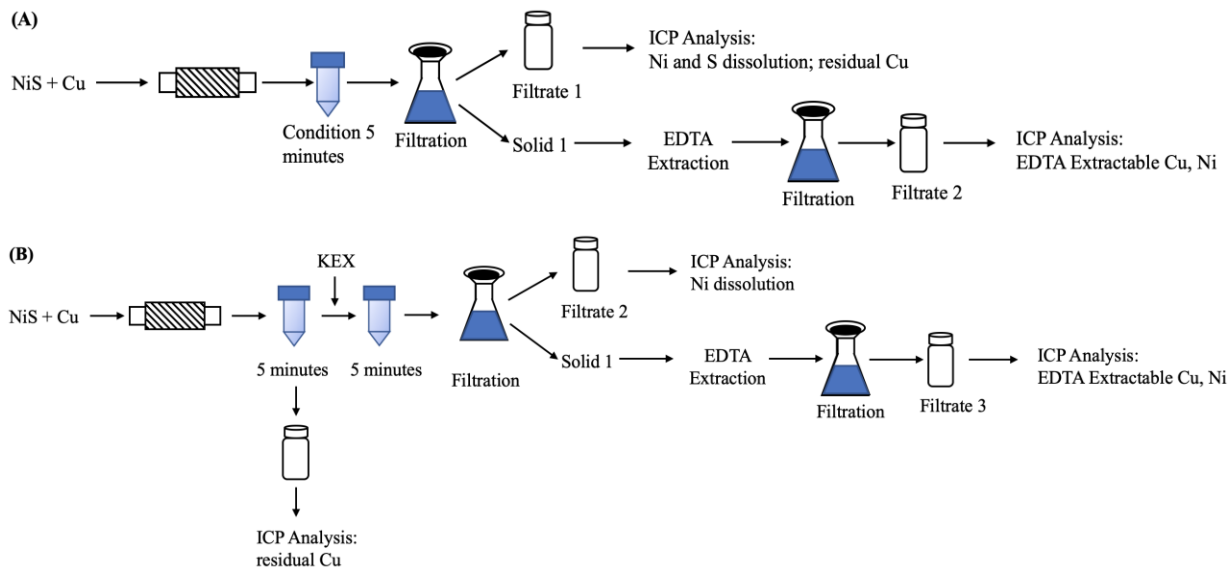 (A)
NiS + Cu
Condition 5
minutes
Filtration
Filtrate 1
ICP Analysis:
Ni and S dissolution; residual Cu
Solid 1
EDTA
Extraction
Filtration
Filtrate 2
ICP Analysis:
EDTA Extractable Cu, Ni
(B)
NiS + Cu
5 minutes
KEX
5 minutes
Filtration
Filtrate 2
ICP Analysis:
Ni dissolution
Solid 1
EDTA
Extraction
Filtration
Filtrate 3
ICP Analysis:
EDTA Extractable Cu, Ni
ICP Analysis:
residual Cu